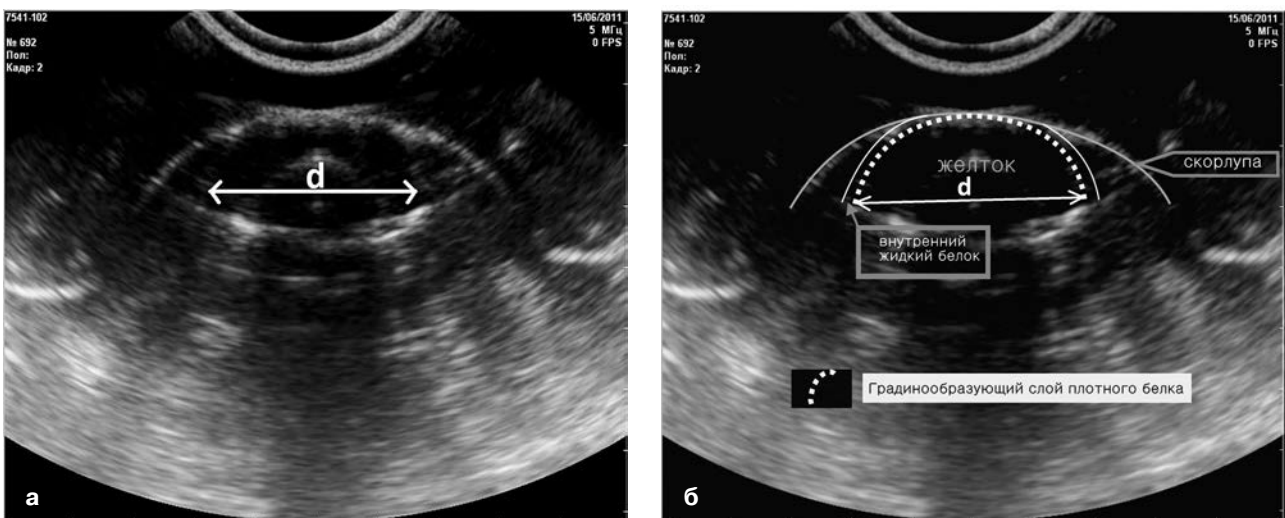 7541-102
15/06/2011
5 МГц
0 FPS
№ 692
Пол:
Кадр: 2
d
а
7541-102
15/06/2011
5 МГц
0 FPS
№ 692
Пол:
Кадр: 2
желток
d
скорлупа
внутренний
жидкий белок
Градинообразующий слой плотного белка
б